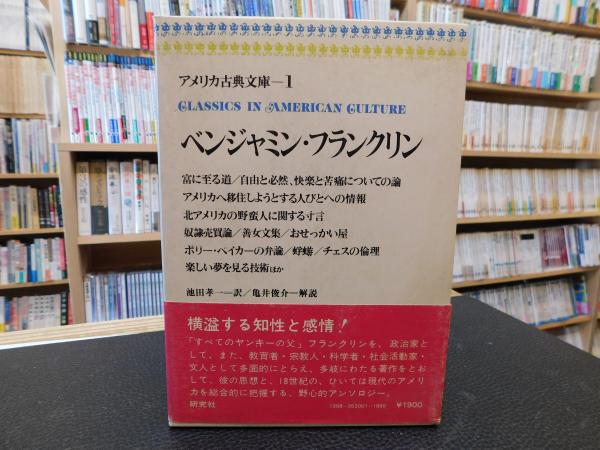 アメリカ古典文庫—1
CLASSICS IN AMERICAN CULTURE
ベンジャミン・フランクリン
富に至る道／自由と必然、快楽と苦痛についての論
アメリカへ移住しようとする人びとへの情報
北アメリカの野蛮人に関する寸言
奴隷売買論／善女文集／おせっかい屋
ポリー・ベイカーの弁論／蜉蝣／チェスの倫理
楽しい夢を見る技術ほか
池田孝一—訳／亀井俊介—解説
横溢する知性と感情！
「すべてのヤンキーの父」フランクリンを、政治家と
して、また、教育者・宗教人・科学者・社会活動家・
文人として多面的にとらえ、多岐にわたる著作をとお
して、彼の思想と、18世紀の、ひいては現代のアメリ
カを総合的に把握する、野心的アンソロジー。
研究社
¥1900